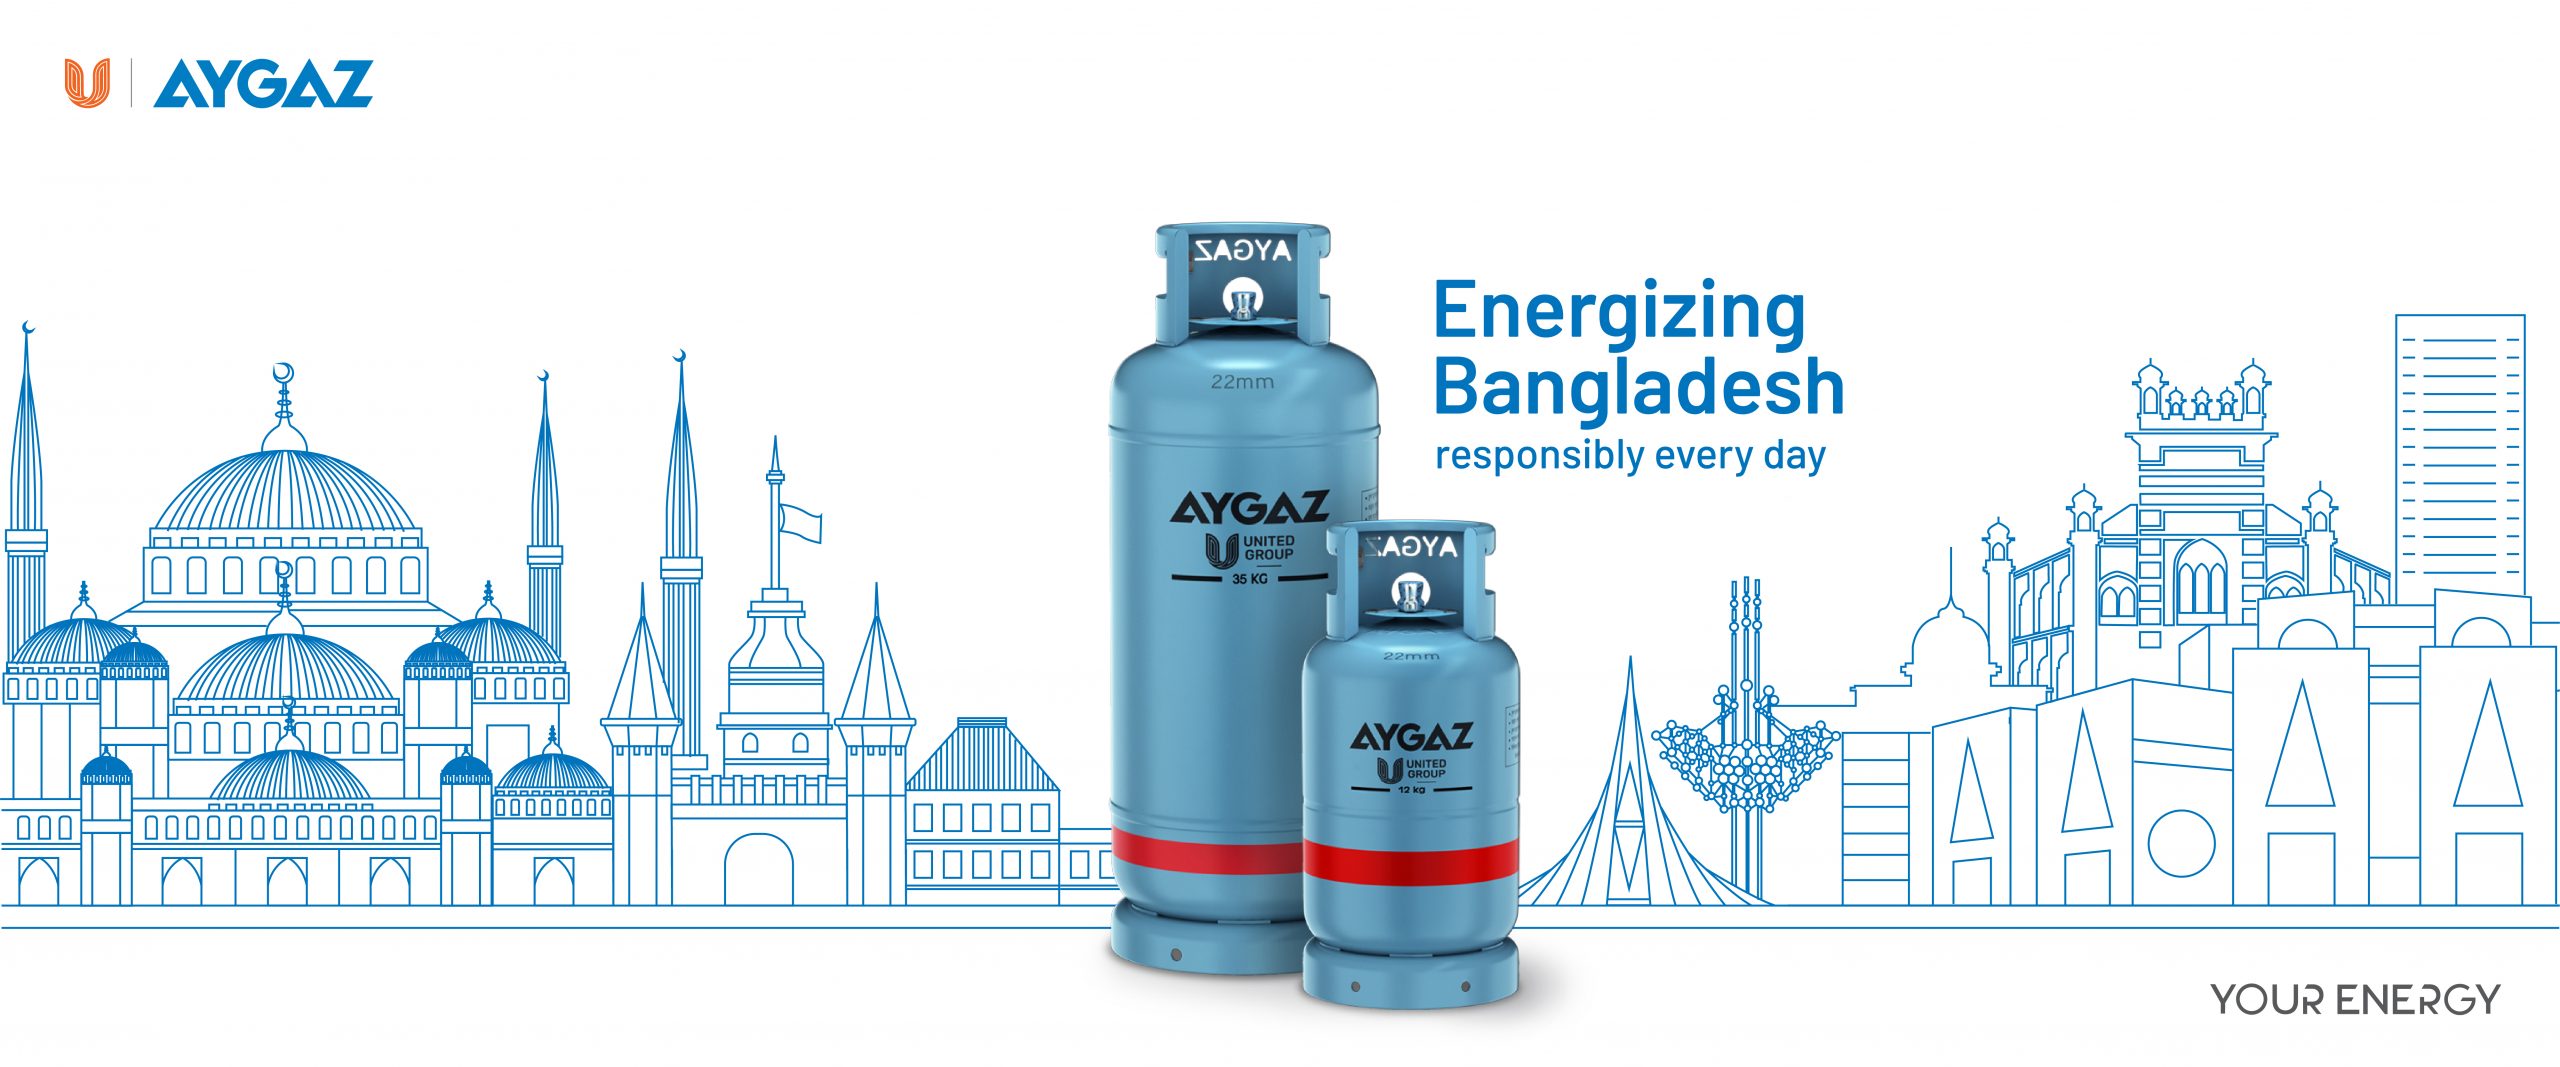 AYGAZ
AYGAZ
22mm
AYGAZ
UNITED
GROUP
35 KG
Energizing
Bangladesh
responsibly every day
AYGAZ
22mm
AYGAZ
UNITED
GROUP
12 kg
YOUR ENERGY